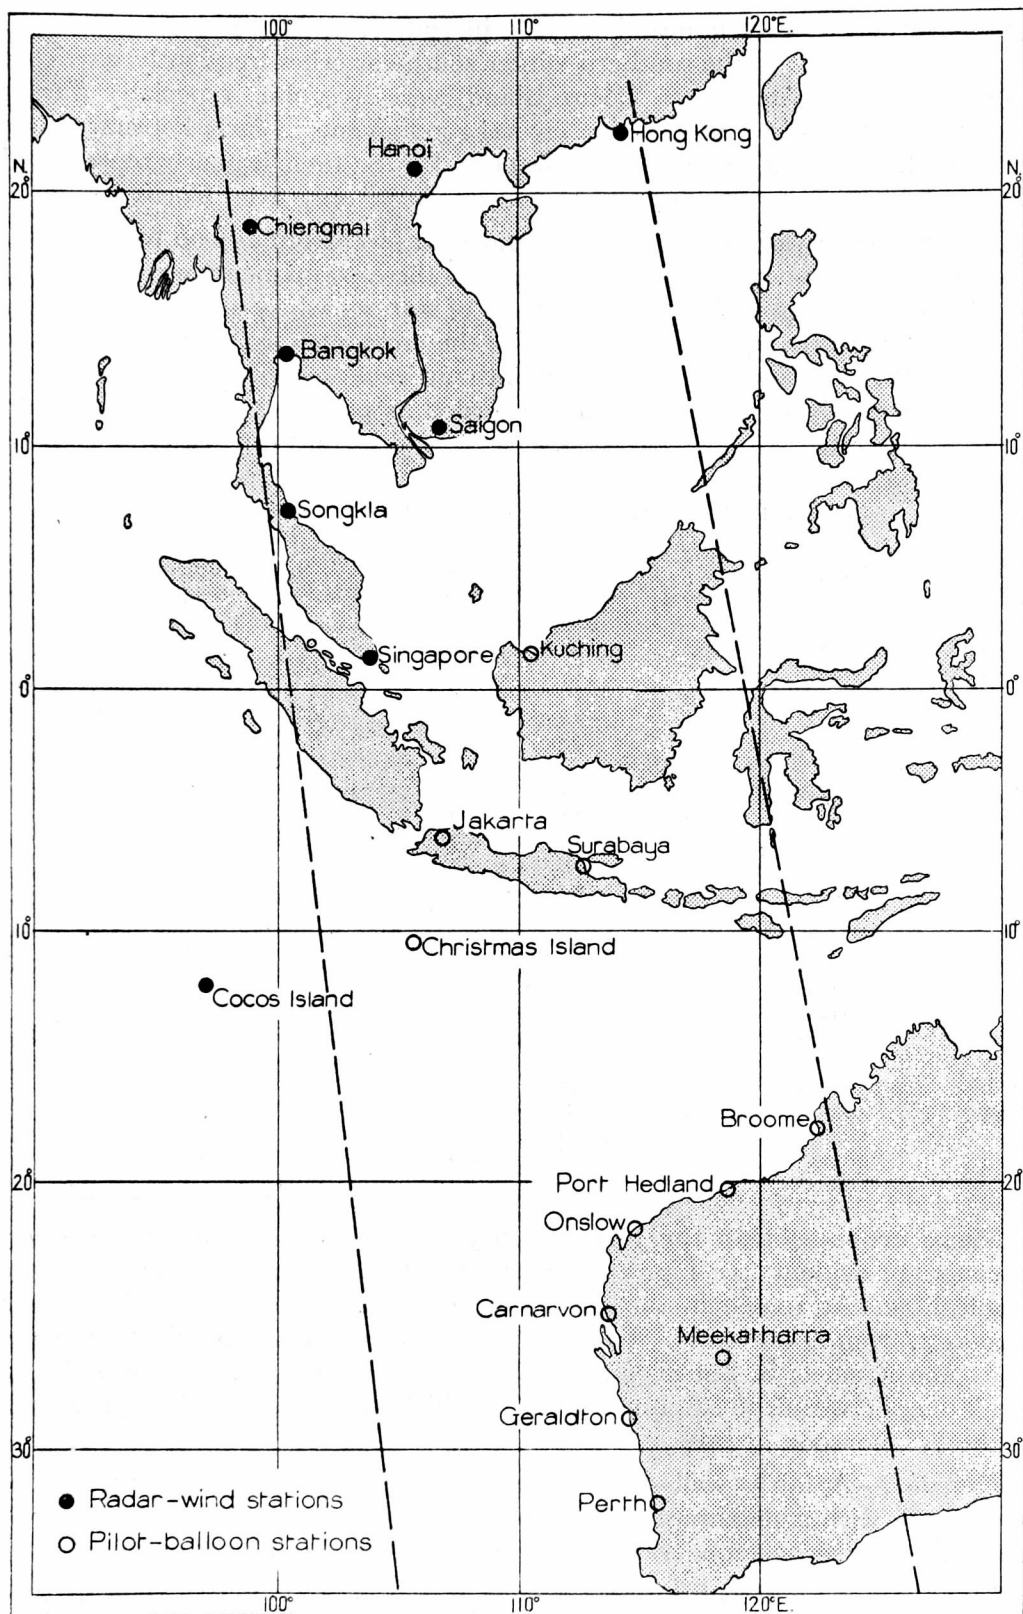 100° 110° 120°E.
Hong Kong
Hanoi
N. N.
20° 20°
Chiengmai
Bangkok
Saigon
10° 10°
Songkla
Singapore Kuching
0° 0°
Jakarta
Surabaya
10° 10°
Christmas Island
Cocos Island
Broome
Port Hedland
20° 20°
Onslow
Carnarvon
Meekatharra
Geraldton
30° 30°
Radar-wind stations
Perth
Pilot-balloon stations
100° 110° 120°E.